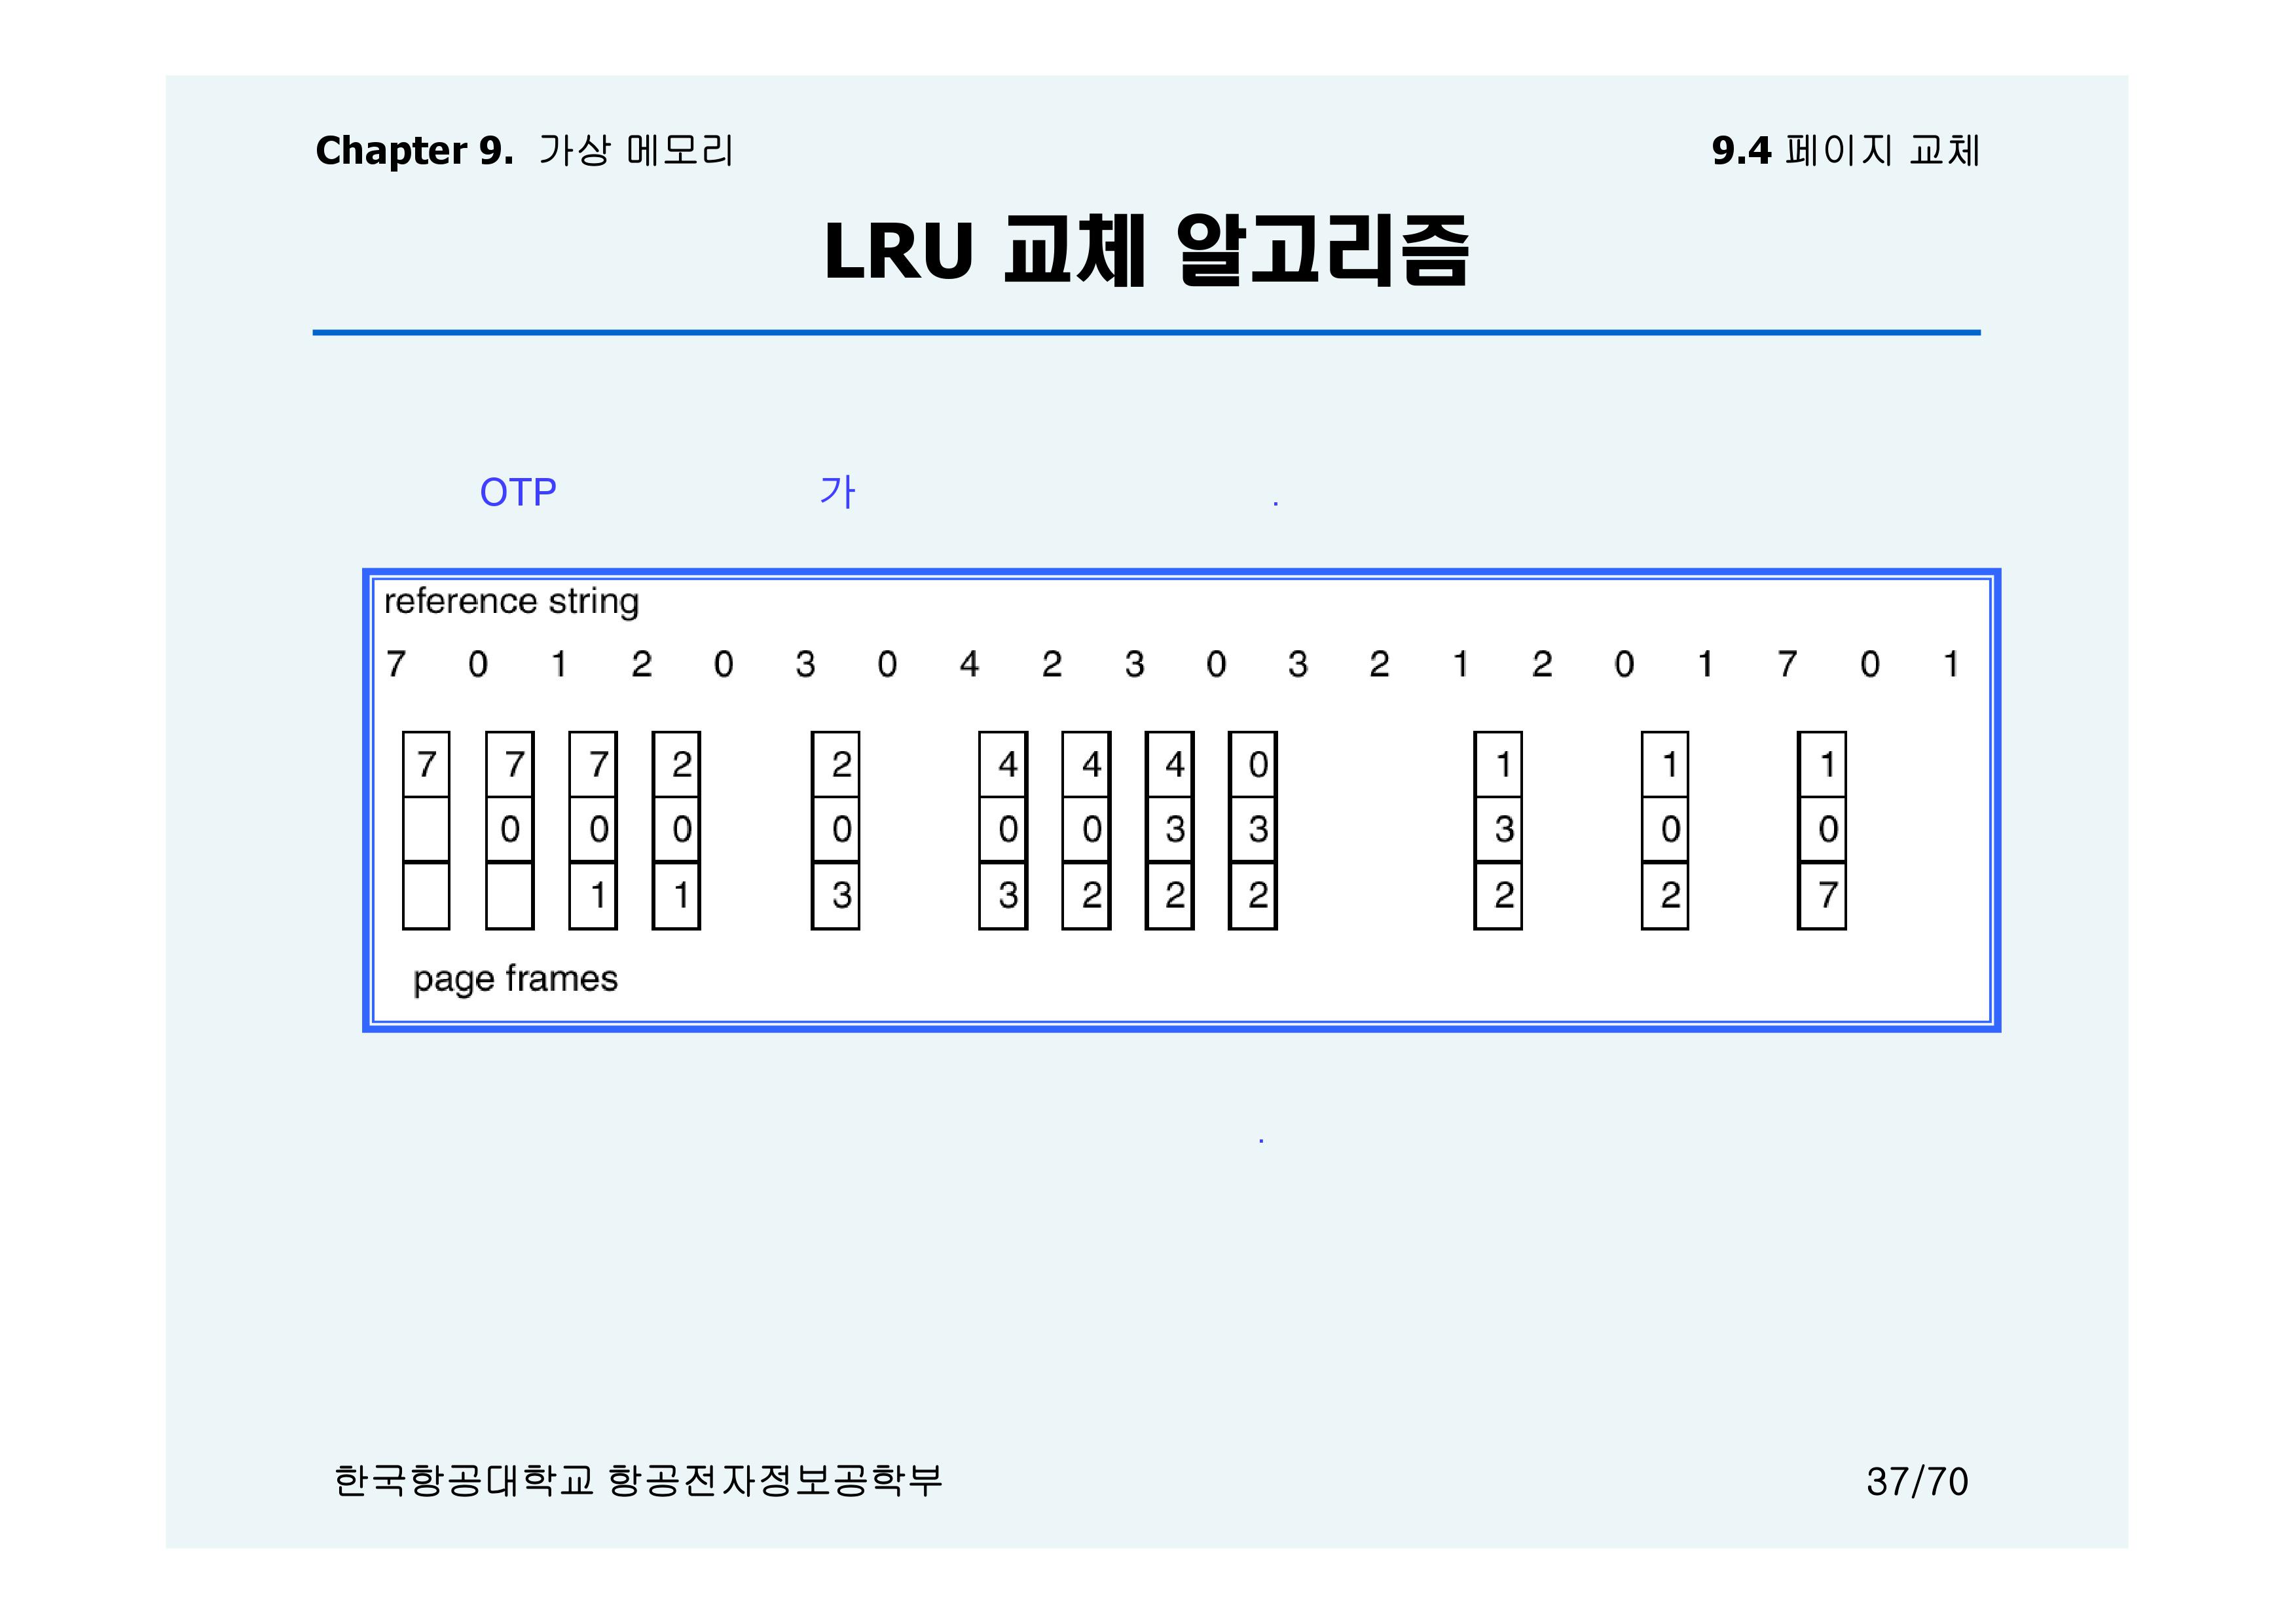 Chapter 9. 가상 메모리 9.4 페이지 교체
LRU 교체 알고리즘
OTP 가 .
reference string
7 0 1 2 0 3 0 4 2 3 0 3 2 1 2 0 1 7 0 1
7 7 7 2 2 4 4 4 0 1 1 1
0 0 0 0 0 0 3 3 3 0 0
1 1 3 3 2 2 2 2 2 7
page frames
.
한국항공대학교 항공전자정보공학부 37/70